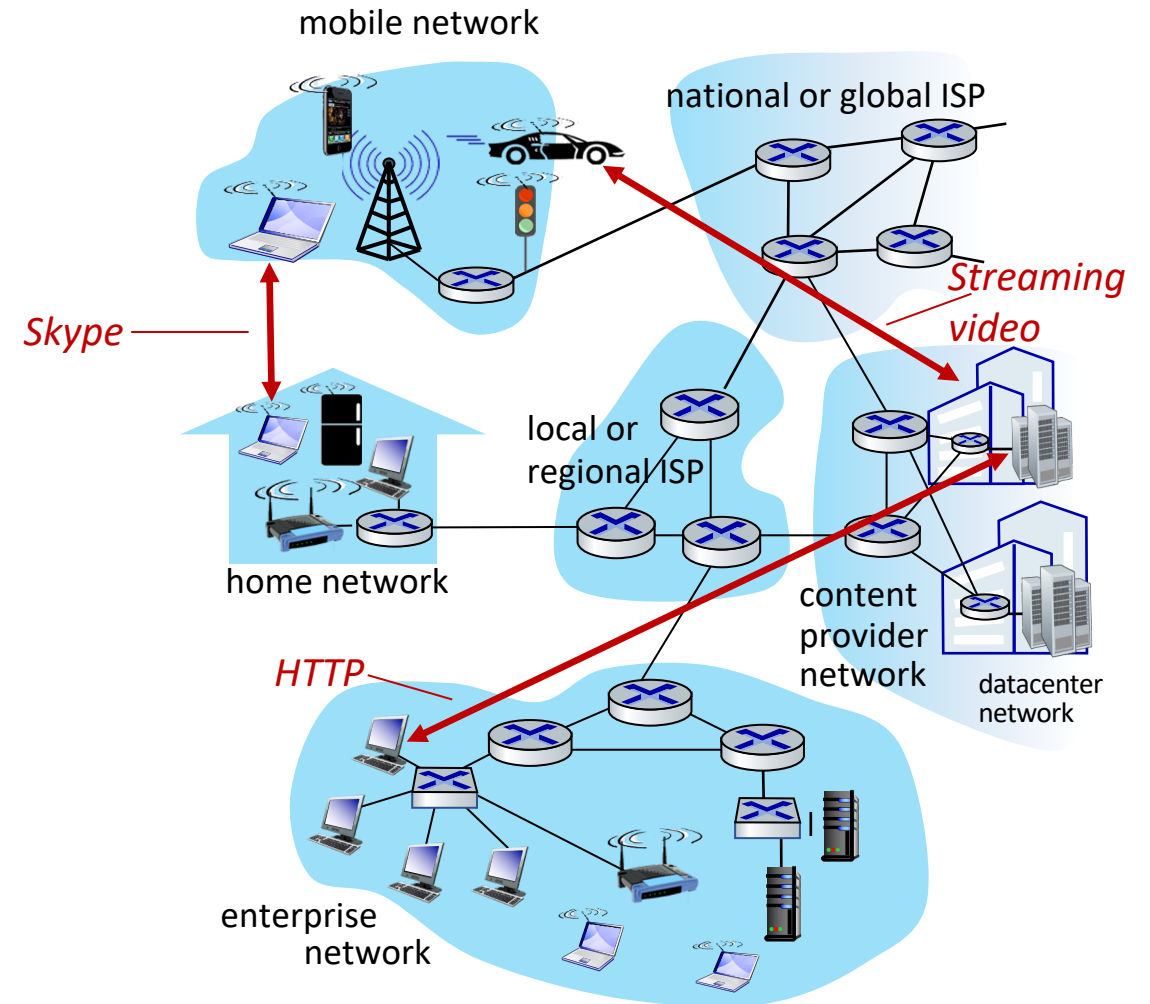 mobile network
national or global ISP
Streaming
video
Skype
local or
regional ISP
home network
content
provider
network
datacenter
network
HTTP
enterprise
network